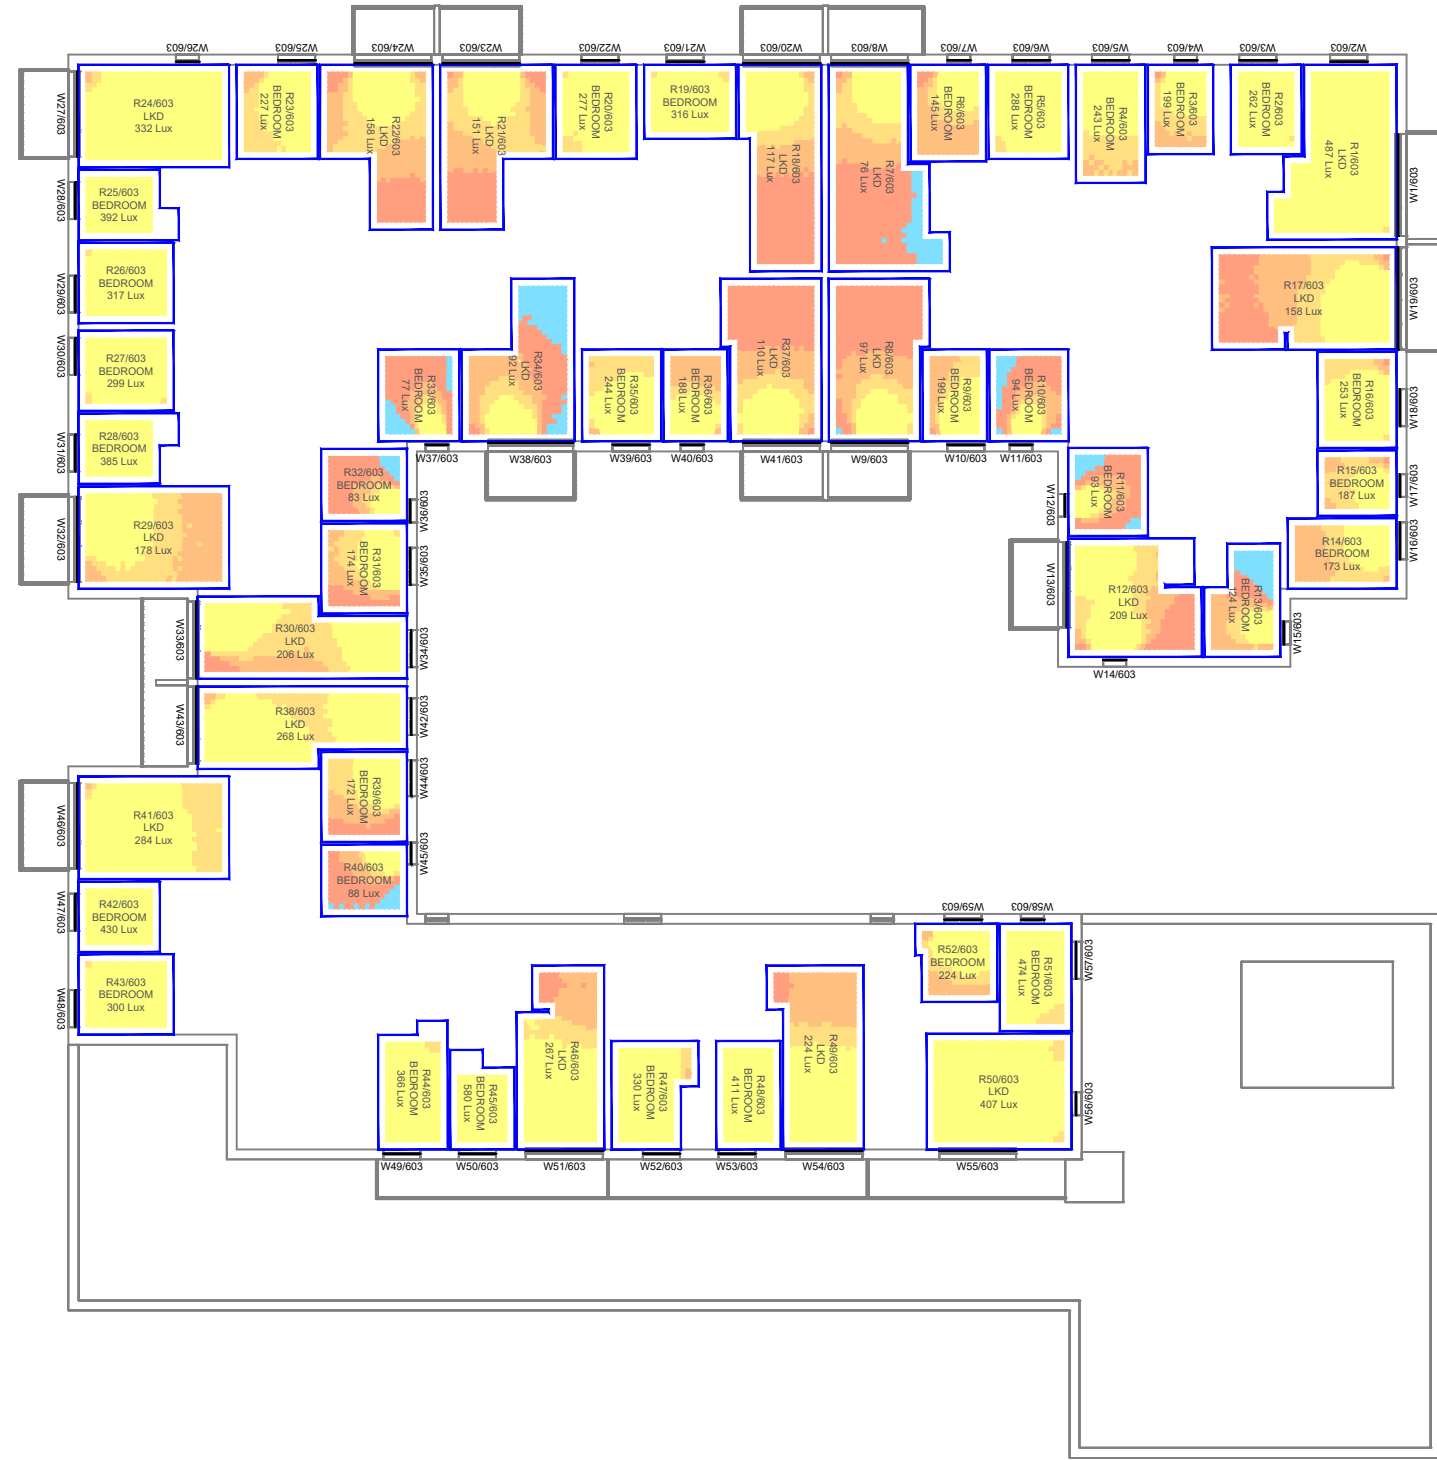 W26/603
W25/603
W24/603
W23/603
W22/603
W21/603
W20/603
W8/603
W7/603
W6/603
W5/603
W4/603
W3/603
W2/603
W27/603
R24/603
LKD
332 Lux
R23/603
BEDROOM
227 Lux
R22/603
LKD
158 Lux
R21/603
LKD
151 Lux
R20/603
BEDROOM
277 Lux
R19/603
BEDROOM
316 Lux
R18/603
LKD
117 Lux
R7/603
LKD
76 Lux
R6/603
BEDROOM
145 Lux
R5/603
BEDROOM
288 Lux
R4/603
BEDROOM
243 Lux
R3/603
BEDROOM
199 Lux
R2/603
BEDROOM
262 Lux
R1/603
LKD
487 Lux
W1/603
W28/603
R25/603
BEDROOM
392 Lux
W29/603
R26/603
BEDROOM
317 Lux
R17/603
LKD
158 Lux
W19/603
W30/603
R27/603
BEDROOM
299 Lux
R33/603
BEDROOM
77 Lux
R34/603
LKD
92 Lux
R35/603
BEDROOM
244 Lux
R36/603
BEDROOM
188 Lux
R37/603
LKD
110 Lux
R8/603
LKD
97 Lux
R9/603
BEDROOM
199 Lux
R10/603
BEDROOM
94 Lux
R16/603
BEDROOM
253 Lux
W18/603
W31/603
R28/603
BEDROOM
385 Lux
W37/603
W38/603
W39/603
W40/603
W41/603
W9/603
W10/603
W11/603
R32/603
BEDROOM
83 Lux
W36/603
W12/603
R11/603
BEDROOM
93 Lux
R15/603
BEDROOM
187 Lux
W17/603
W32/603
R29/603
LKD
178 Lux
R31/603
BEDROOM
174 Lux
W35/603
W13/603
R12/603
LKD
209 Lux
R13/603
BEDROOM
124 Lux
R14/603
BEDROOM
173 Lux
W16/603
W33/603
R30/603
LKD
206 Lux
W34/603
W15/603
W14/603
W43/603
R38/603
LKD
268 Lux
W42/603
R39/603
BEDROOM
172 Lux
W44/603
W46/603
R41/603
LKD
284 Lux
R40/603
BEDROOM
88 Lux
W45/603
W47/603
R42/603
BEDROOM
430 Lux
W59/603
W58/603
R52/603
BEDROOM
224 Lux
R51/603
BEDROOM
474 Lux
W57/603
W48/603
R43/603
BEDROOM
300 Lux
R44/603
BEDROOM
366 Lux
R45/603
BEDROOM
580 Lux
R46/603
LKD
267 Lux
R47/603
BEDROOM
330 Lux
R48/603
BEDROOM
411 Lux
R49/603
LKD
224 Lux
R50/603
LKD
407 Lux
W56/603
W49/603
W50/603
W51/603
W52/603
W53/603
W54/603
W55/603